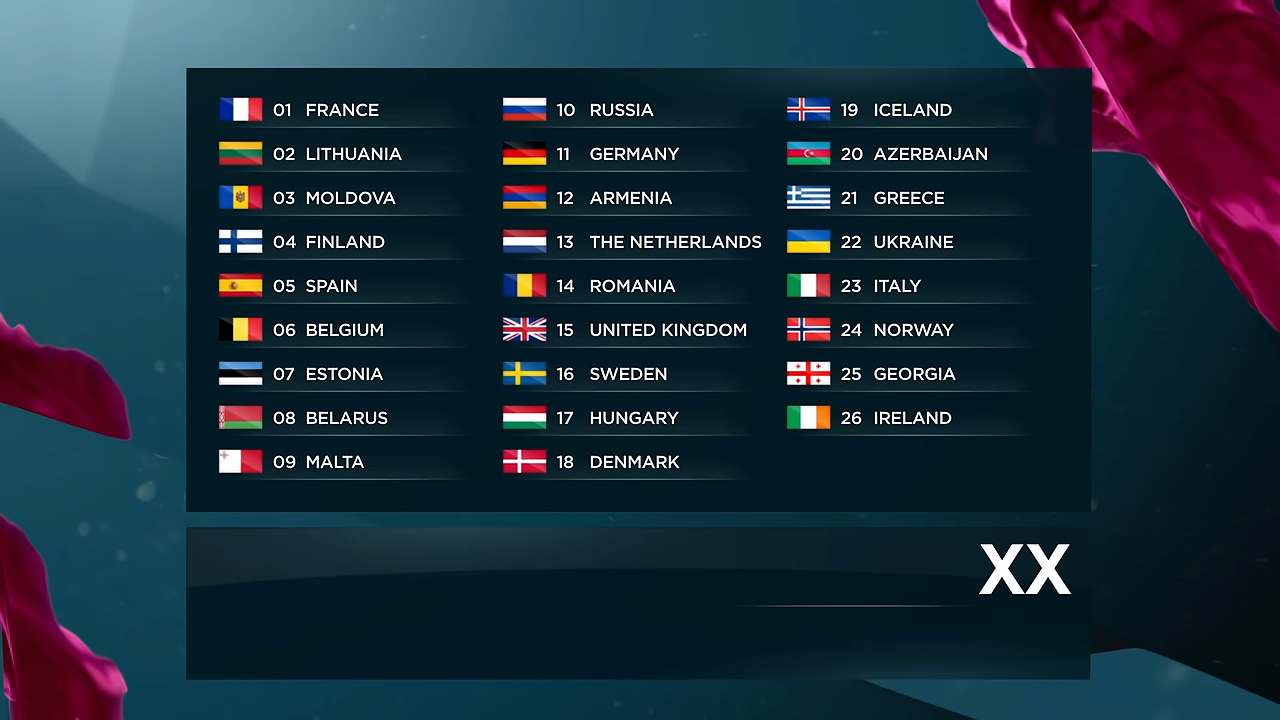 01 FRANCE
02 LITHUANIA
03 MOLDOVA
04 FINLAND
05 SPAIN
06 BELGIUM
07 ESTONIA
08 BELARUS
09 MALTA
10 RUSSIA
11 GERMANY
12 ARMENIA
13 THE NETHERLANDS
14 ROMANIA
15 UNITED KINGDOM
16 SWEDEN
17 HUNGARY
18 DENMARK
19 ICELAND
20 AZERBAIJAN
21 GREECE
22 UKRAINE
23 ITALY
24 NORWAY
25 GEORGIA
26 IRELAND
XX